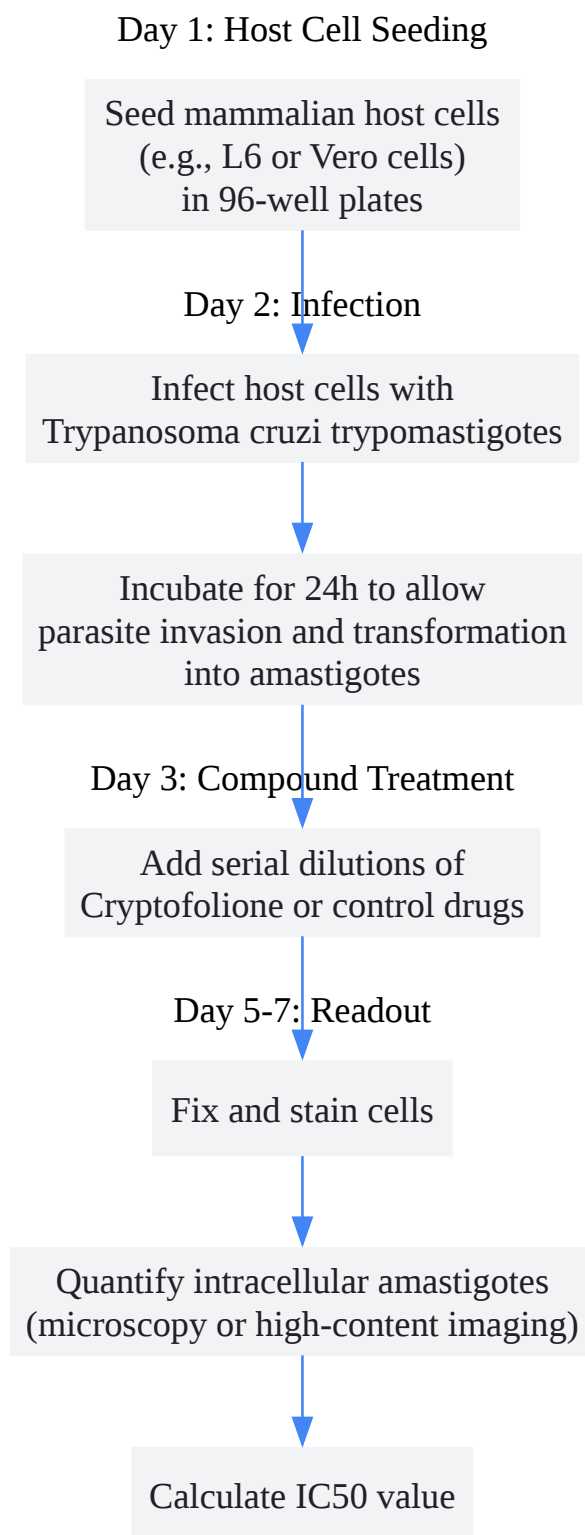 Day 1: Host Cell Seeding
Seed mammalian host cells
(e.g., L6 or Vero cells)
in 96-well plates
Day 2: Infection
Infect host cells with
Trypanosoma cruzi trypomastigotes
Incubate for 24h to allow
parasite invasion and transformation
into amastigotes
Day 3: Compound Treatment
Add serial dilutions of
Cryptofolione or control drugs
Day 5-7: Readout
Fix and stain cells
Quantify intracellular amastigotes
(microscopy or high-content imaging)
Calculate IC50 value